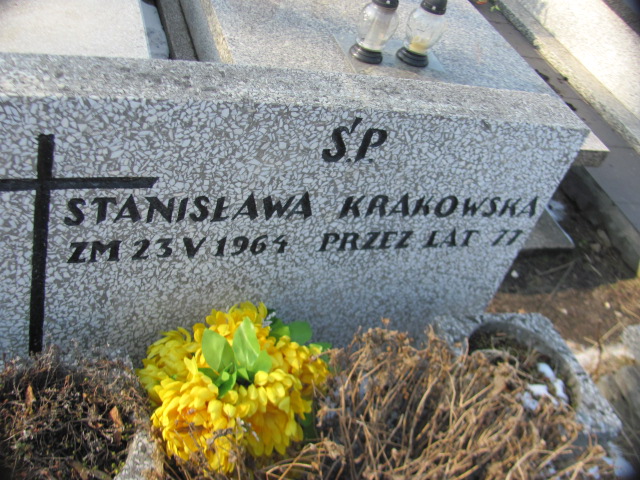 Ś.P.
STANISŁAWA KRAKOWSKA
ZM 23 V 1964 PRZEZ LAT 77